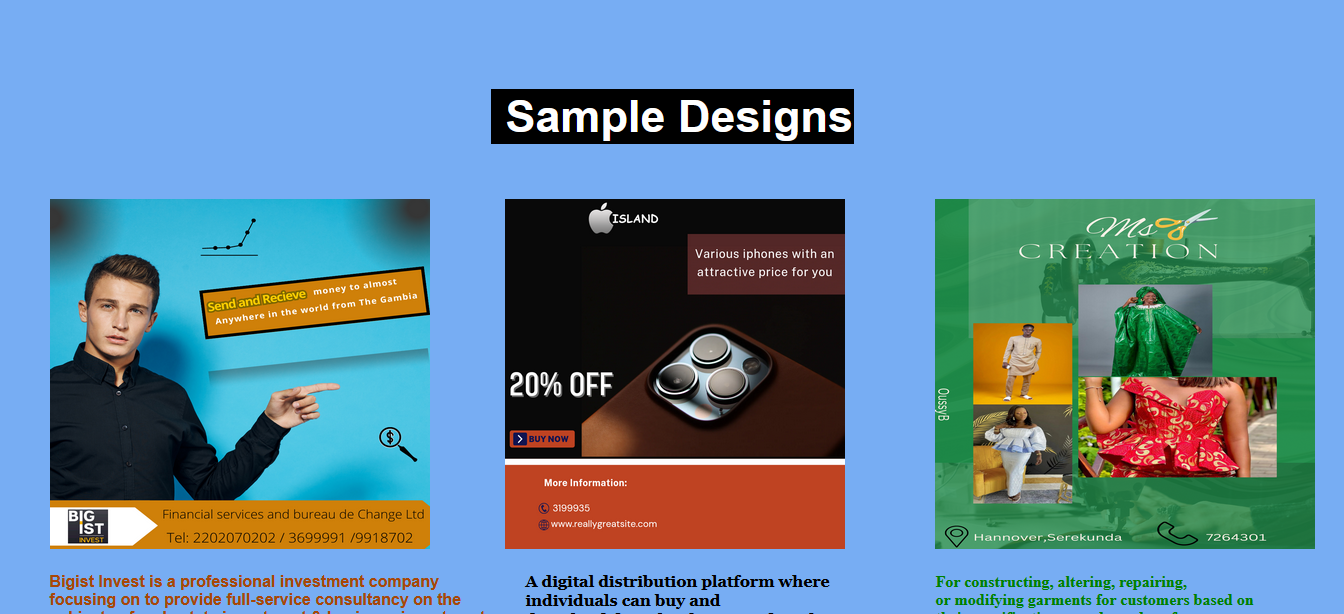 Sample Designs
Send and Recieve money to almost
Anywhere in the world from The Gambia
BIG
IST
INVEST
Financial services and bureau de Change Ltd
Tel: 2202070202 / 3699991 /9918702
Bigist Invest is a professional investment company
focusing on to provide full-service consultancy on the
ISLAND
Various iphones with an
attractive price for you
20% OFF
BUY NOW
More Information:
3199935
www.reallygreatsite.com
A digital distribution platform where
individuals can buy and
Ms
CREATION
OussyB
Hannover,Serekunda
7264301
For constructing, altering, repairing,
or modifying garments for customers based on